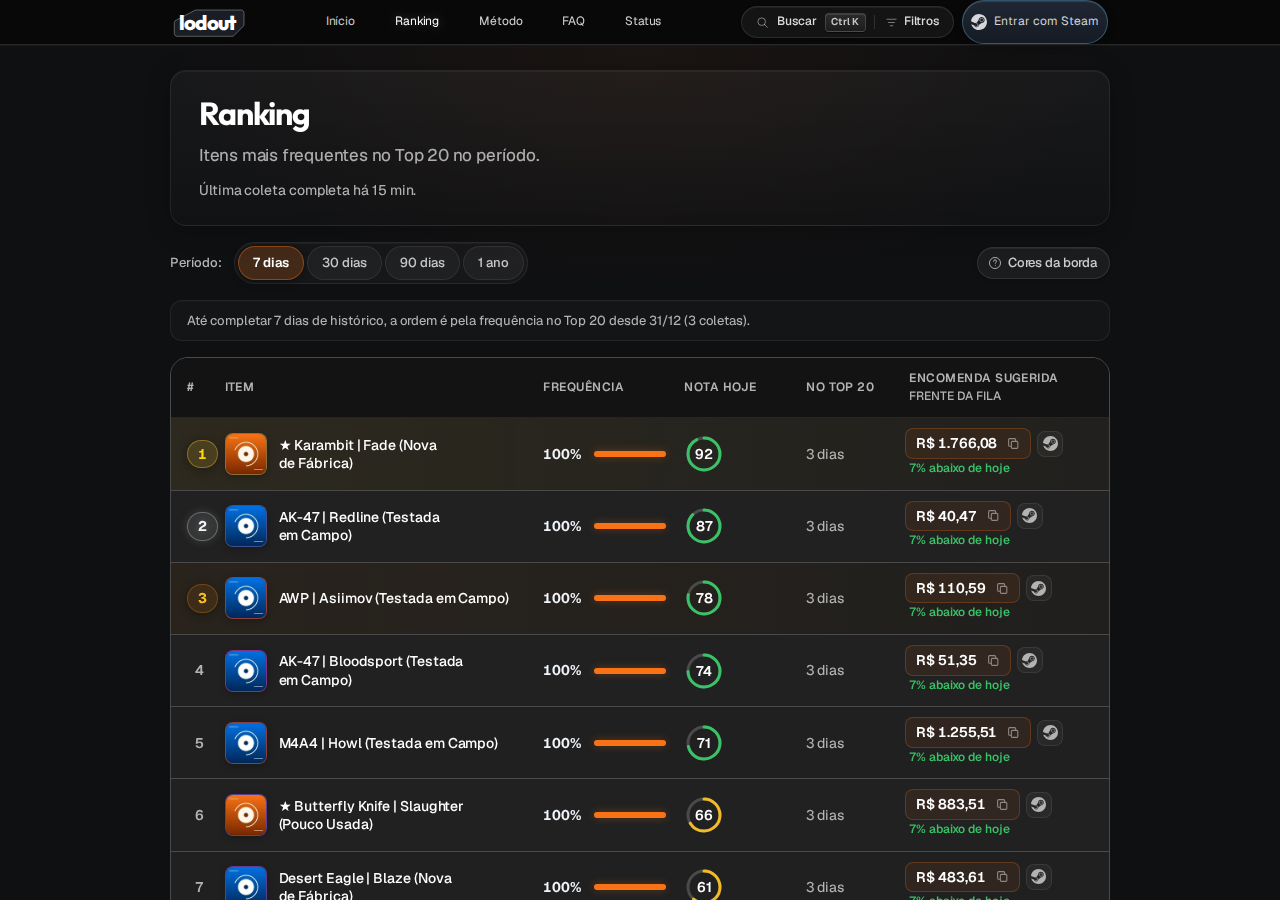 lodout
Início
Ranking
Método
FAQ
Status
Buscar
Ctrl K
Filtros
Entrar com Steam
Ranking
Itens mais frequentes no Top 20 no período.
Última coleta completa há 15 min.
Período:
7 dias
30 dias
90 dias
1 ano
Cores da borda
Até completar 7 dias de histórico, a ordem é pela frequência no Top 20 desde 31/12 (3 coletas).
#
ITEM
FREQUÊNCIA
NOTA HOJE
NO TOP 20
ENCOMENDA SUGERIDA
FRENTE DA FILA
1
★ Karambit | Fade (Nova
de Fábrica)
100%
92
3 dias
R$ 1.766,08
7% abaixo de hoje
2
AK-47 | Redline (Testada
em Campo)
100%
87
3 dias
R$ 40,47
7% abaixo de hoje
3
AWP | Asiimov (Testada em Campo)
100%
78
3 dias
R$ 110,59
7% abaixo de hoje
4
AK-47 | Bloodsport (Testada
em Campo)
100%
74
3 dias
R$ 51,35
7% abaixo de hoje
5
M4A4 | Howl (Testada em Campo)
100%
71
3 dias
R$ 1.255,51
7% abaixo de hoje
6
★ Butterfly Knife | Slaughter
(Pouco Usada)
100%
66
3 dias
R$ 883,51
7% abaixo de hoje
7
Desert Eagle | Blaze (Nova
de Fábrica)
100%
61
3 dias
R$ 483,61
7% abaixo de hoje